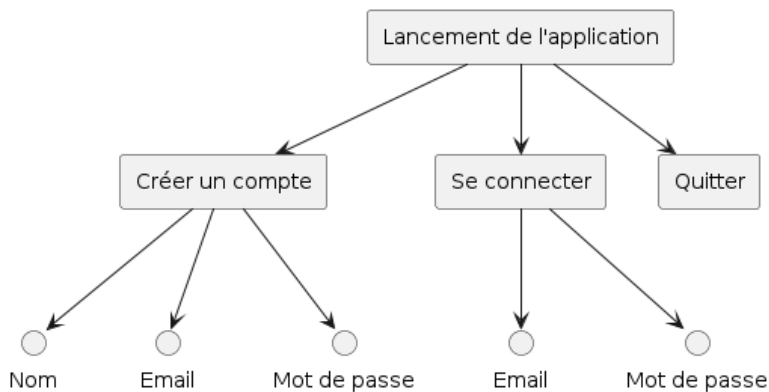 Lancement de l'application
Créer un compte
Se connecter
Quitter
Nom
Email
Mot de passe
Email
Mot de passe